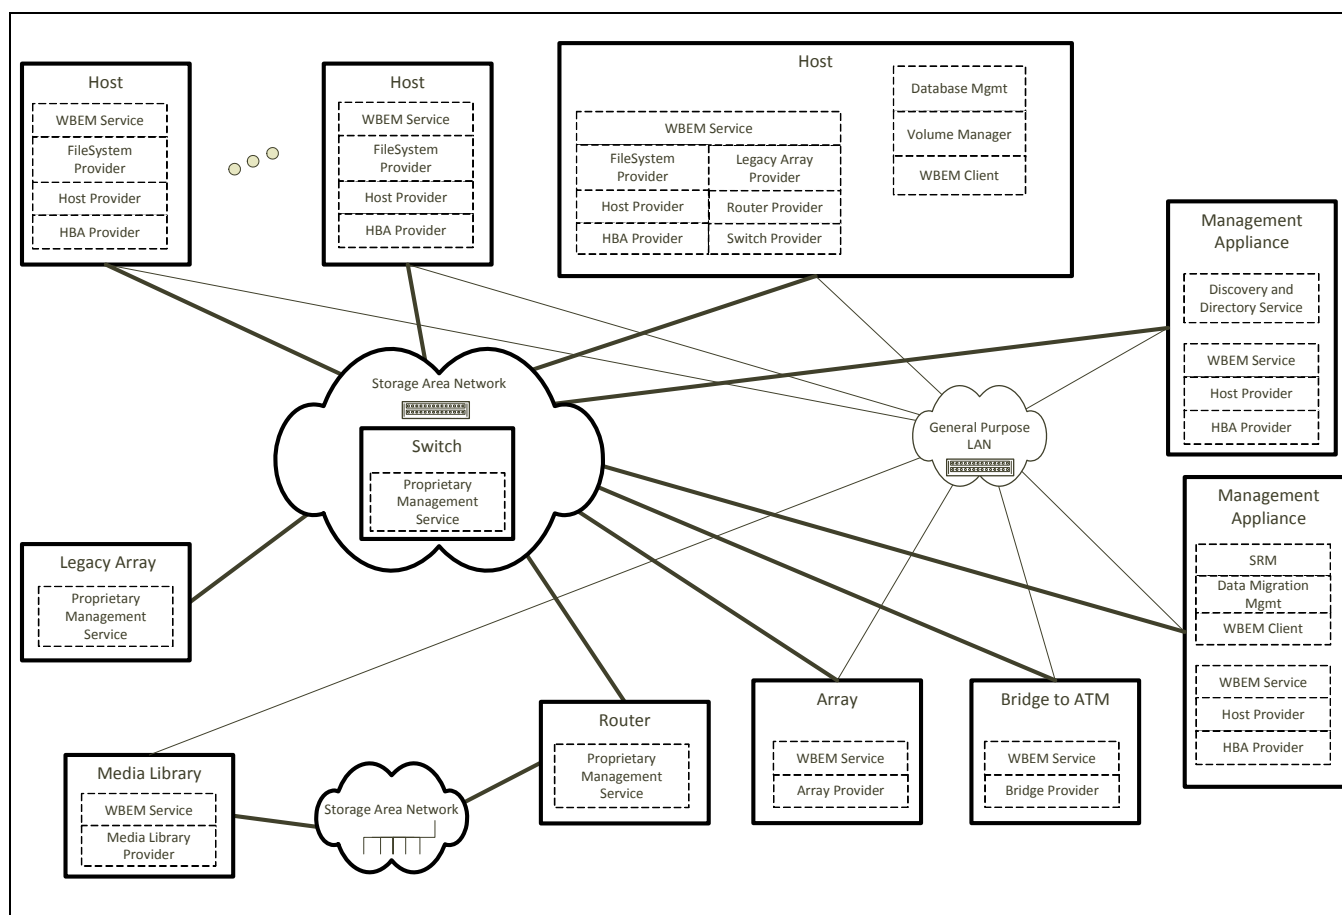 Host
WBEM Service
FileSystem
Provider
Host Provider
HBA Provider
Host
WBEM Service
FileSystem
Provider
Host Provider
HBA Provider
Host
WBEM Service
FileSystem
Provider
Legacy Array
Provider
Host Provider
Router Provider
HBA Provider
Switch Provider
Database Mgmt
Volume Manager
WBEM Client
Management
Appliance
Discovery and
Directory Service
WBEM Service
Host Provider
HBA Provider
Storage Area Network
Switch
Proprietary
Management
Service
General Purpose
LAN
Management
Appliance
SRM
Data Migration
Mgmt
WBEM Client
WBEM Service
Host Provider
HBA Provider
Legacy Array
Proprietary
Management
Service
Media Library
WBEM Service
Media Library
Provider
Storage Area Network
Router
Proprietary
Management
Service
Array
WBEM Service
Array Provider
Bridge to ATM
WBEM Service
Bridge Provider